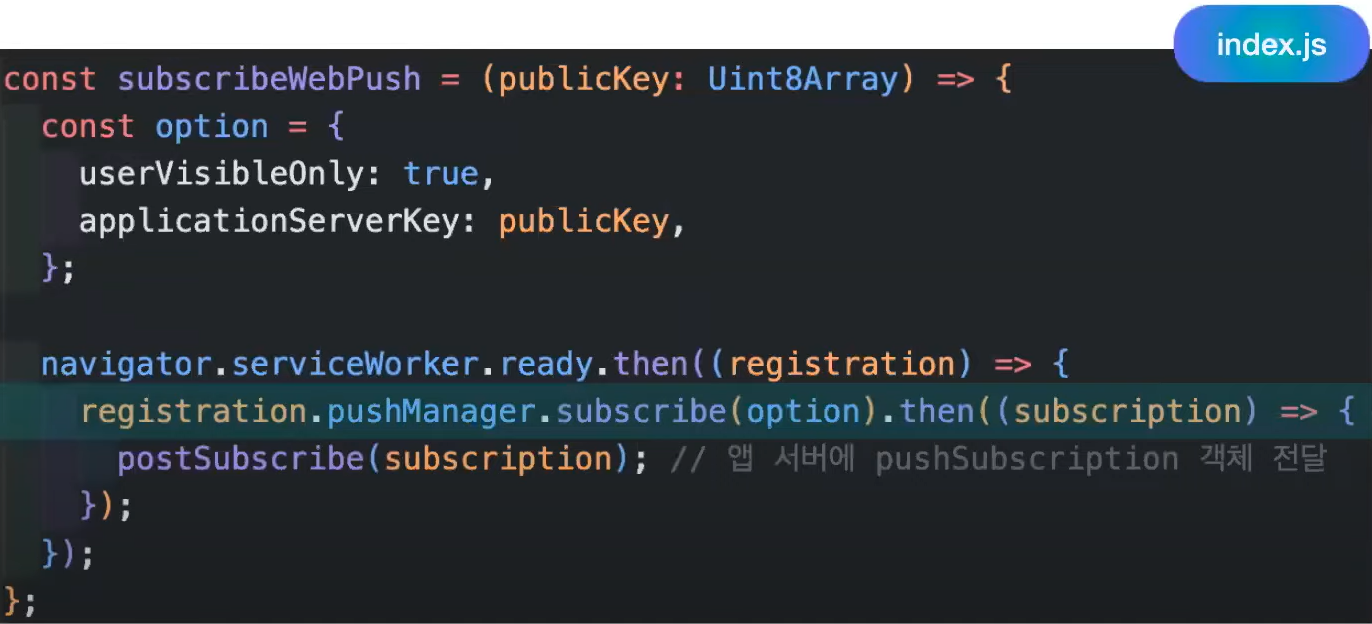 index.js
const subscribeWebPush = (publicKey: Uint8Array) => {
  const option = {
    userVisibleOnly: true,
    applicationServerKey: publicKey,
  };

  navigator.serviceWorker.ready.then((registration) => {
    registration.pushManager.subscribe(option).then((subscription) => {
      postSubscribe(subscription); // 앱 서버에 pushSubscription 객체 전달
    });
  });
};